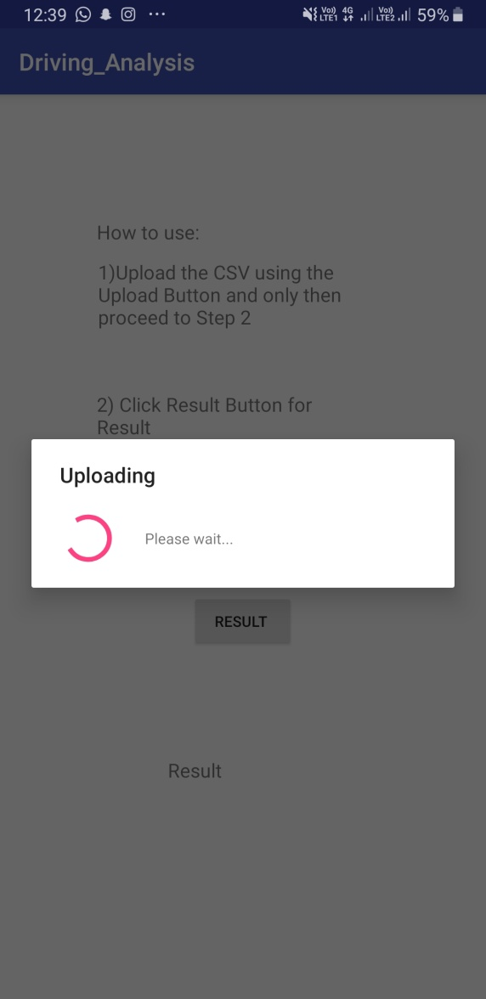 12:39 ... Vo) LTE1 4G Vo) LTE2 59%
Driving_Analysis
How to use:
1)Upload the CSV using the
Upload Button and only then
proceed to Step 2
2) Click Result Button for
Result
Uploading
Please wait...
RESULT
Result